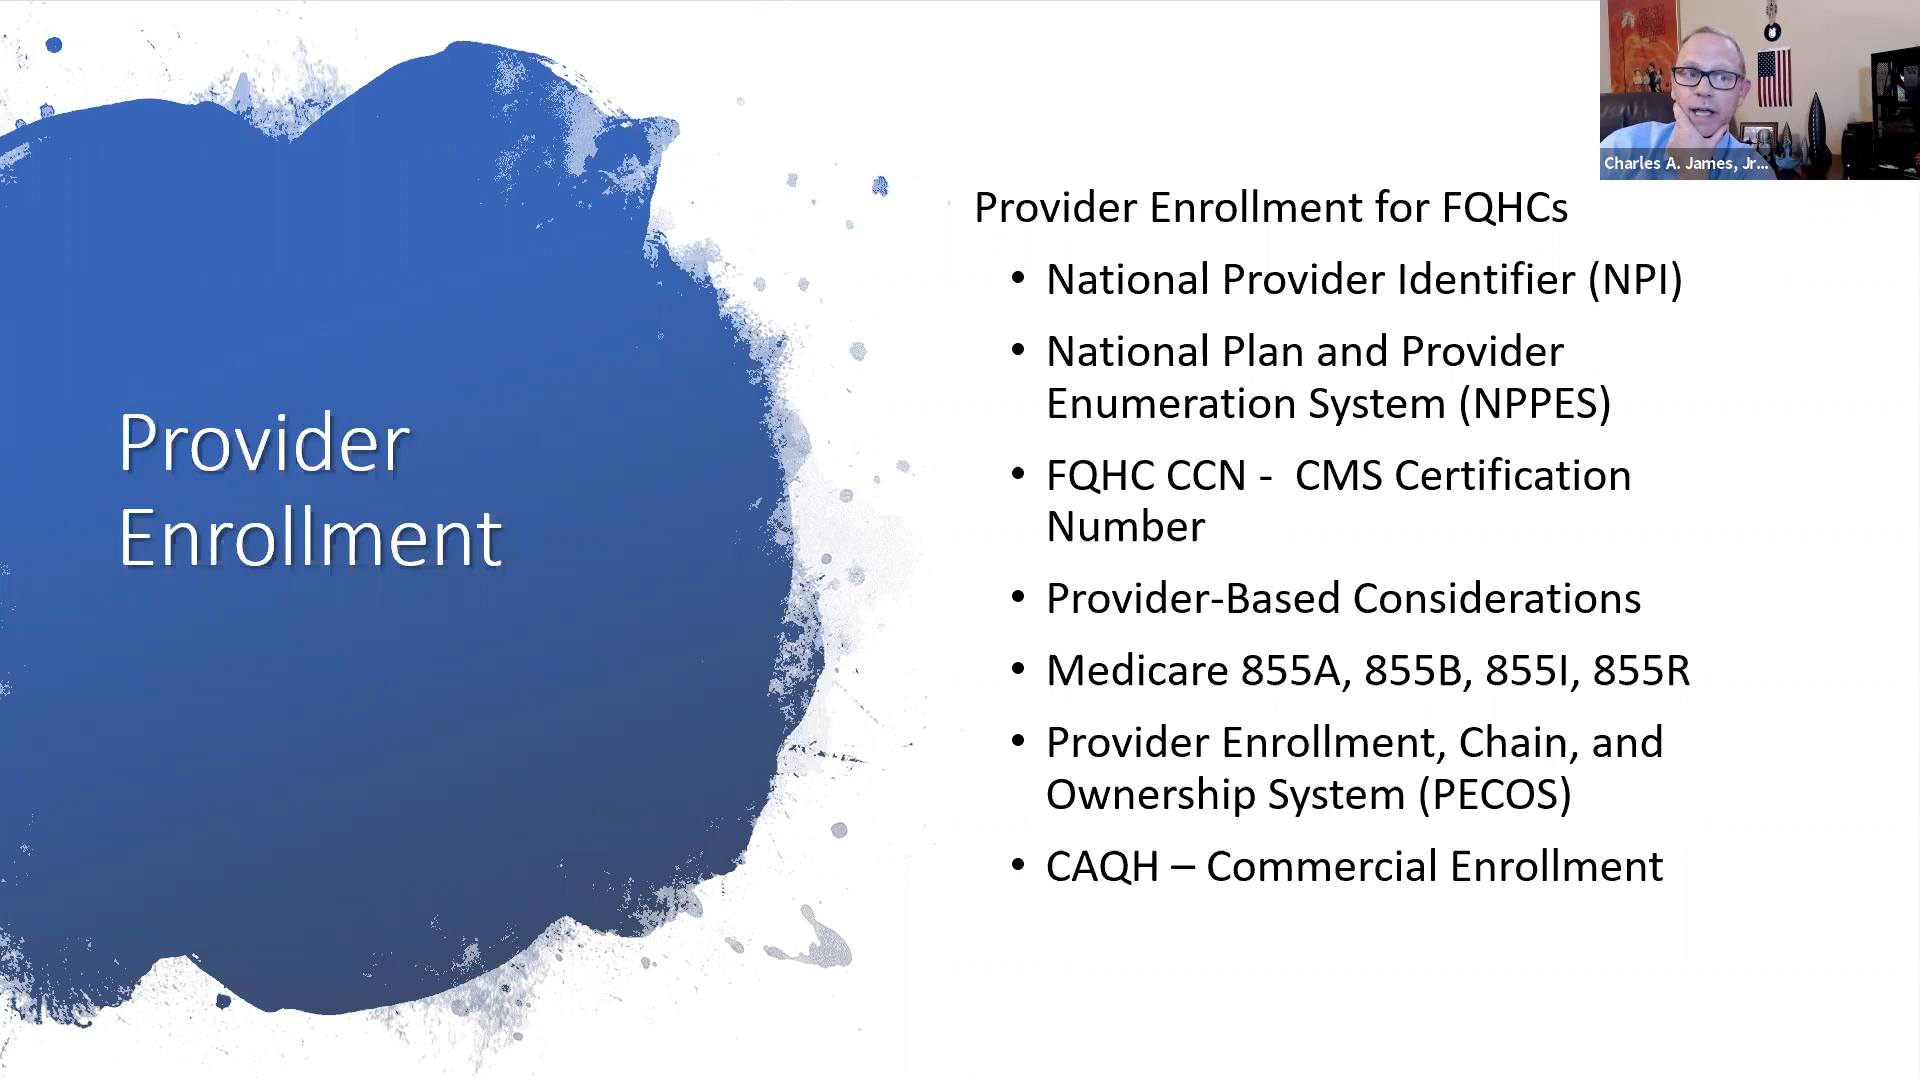 Provider
Enrollment
Provider Enrollment for FQHCs
• National Provider Identifier (NPI)
• National Plan and Provider
Enumeration System (NPPES)
• FQHC CCN -  CMS Certification
Number
• Provider-Based Considerations
• Medicare 855A, 855B, 855I, 855R
• Provider Enrollment, Chain, and
Ownership System (PECOS)
• CAQH – Commercial Enrollment
Charles A. James, Jr...